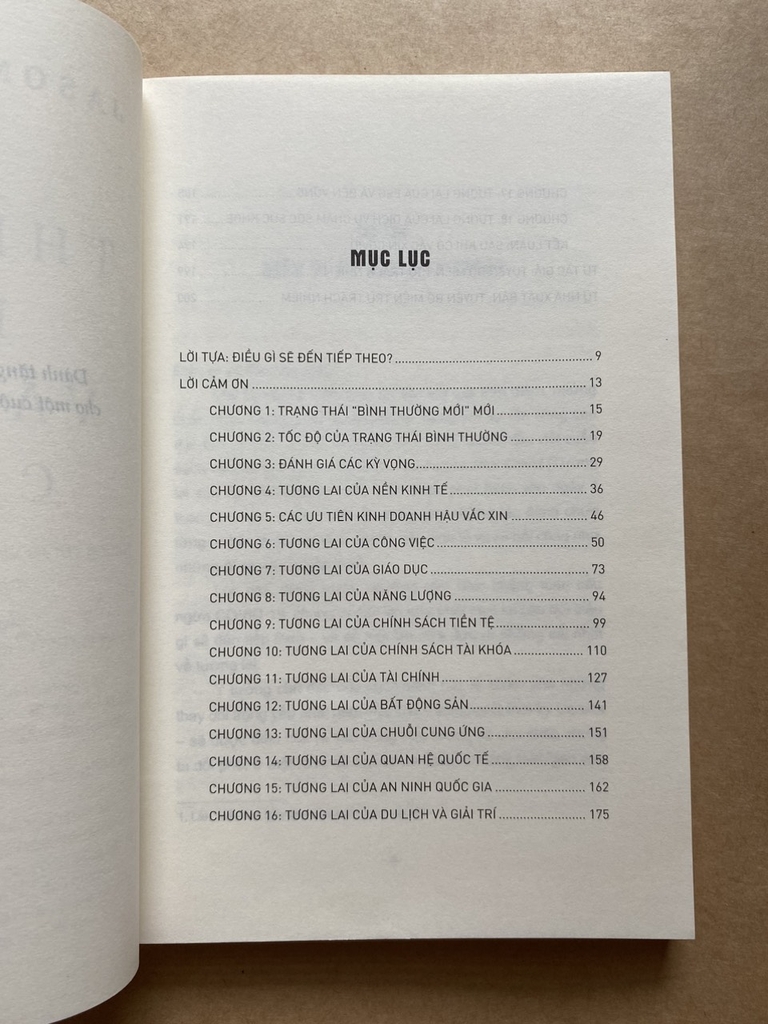 MỤC LỤC
LỜI TỰA: ĐIỀU GÌ SẼ ĐẾN TIẾP THEO? 9
LỜI CẢM ƠN 13
CHƯƠNG 1: TRẠNG THÁI "BÌNH THƯỜNG MỚI" MỚI 15
CHƯƠNG 2: TỐC ĐỘ CỦA TRẠNG THÁI BÌNH THƯỜNG 19
CHƯƠNG 3: ĐÁNH GIÁ CÁC KỲ VỌNG 29
CHƯƠNG 4: TƯƠNG LAI CỦA NỀN KINH TẾ 36
CHƯƠNG 5: CÁC ƯU TIÊN KINH DOANH HẬU VẮC XIN 46
CHƯƠNG 6: TƯƠNG LAI CỦA CÔNG VIỆC 50
CHƯƠNG 7: TƯƠNG LAI CỦA GIÁO DỤC 73
CHƯƠNG 8: TƯƠNG LAI CỦA NĂNG LƯỢNG 94
CHƯƠNG 9: TƯƠNG LAI CỦA CHÍNH SÁCH TIỀN TỆ 99
CHƯƠNG 10: TƯƠNG LAI CỦA CHÍNH SÁCH TÀI KHÓA 110
CHƯƠNG 11: TƯƠNG LAI CỦA TÀI CHÍNH 127
CHƯƠNG 12: TƯƠNG LAI CỦA BẤT ĐỘNG SẢN 141
CHƯƠNG 13: TƯƠNG LAI CỦA CHUỖI CUNG ỨNG 151
CHƯƠNG 14: TƯƠNG LAI CỦA QUAN HỆ QUỐC TẾ 158
CHƯƠNG 15: TƯƠNG LAI CỦA AN NINH QUỐC GIA 162
CHƯƠNG 16: TƯƠNG LAI CỦA DU LỊCH VÀ GIẢI TRÍ 175